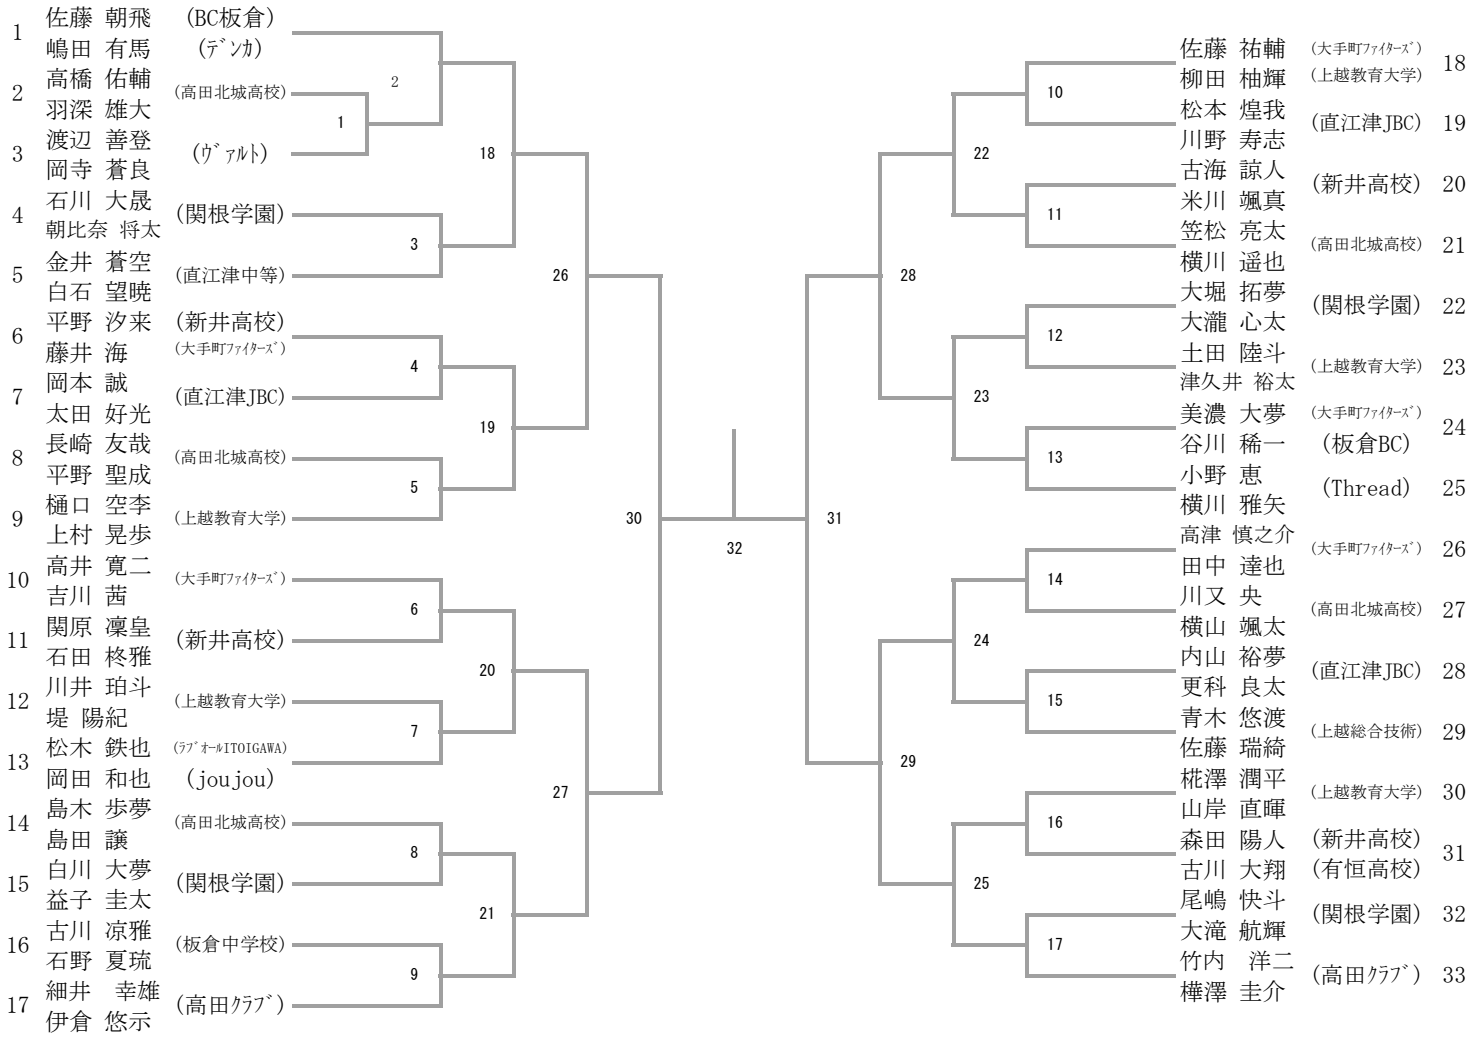 1 佐藤 朝飛 (BC板倉)
嶋田 有馬 (ﾃﾞﾝｶ)
2 高橋 佑輔 (高田北城高校)
羽深 雄大
3 渡辺 善登 (ヴァルト)
岡寺 蒼良
4 石川 大晟 (関根学園)
朝比奈 将太
5 金井 蒼空 (直江津中等)
白石 望暁
6 平野 汐来 (新井高校)
藤井 海 (大手町ﾌｧｲﾀｰｽﾞ)
7 岡本 誠 (直江津JBC)
太田 好光
8 長崎 友哉 (高田北城高校)
平野 聖成
9 樋口 空李 (上越教育大学)
上村 晃歩
10 高井 寛二 (大手町ﾌｧｲﾀｰｽﾞ)
吉川 茜
11 関原 凜皇 (新井高校)
石田 柊雅
12 川井 珀斗 (上越教育大学)
堤 陽紀
13 松木 鉄也 (ﾗﾌﾞｵｰﾙITOIGAWA)
岡田 和也 (joujou)
14 島木 歩夢 (高田北城高校)
島田 譲
15 白川 大夢 (関根学園)
益子 圭太
16 古川 凉雅 (板倉中学校)
石野 夏琉
17 細井 幸雄 (高田ｸﾗﾌﾞ)
伊倉 悠示
1
2
3
4
5
6
7
8
9
18
19
20
21
26
27
30
32
31
28
29
22
23
24
25
10
11
12
13
14
15
16
17
佐藤 祐輔 (大手町ﾌｧｲﾀｰｽﾞ) 18
柳田 柚輝 (上越教育大学)
松本 煌我 (直江津JBC) 19
川野 寿志
古海 諒人 (新井高校) 20
米川 颯真
笠松 亮太 (高田北城高校) 21
横川 遥也
大堀 拓夢 (関根学園) 22
大瀧 心太
土田 陸斗 (上越教育大学) 23
津久井 裕太
美濃 大夢 (大手町ﾌｧｲﾀｰｽﾞ) 24
谷川 稀一 (板倉BC)
小野 恵 (Thread) 25
横川 雅矢
高津 慎之介 (大手町ﾌｧｲﾀｰｽﾞ) 26
田中 達也
川又 央 (高田北城高校) 27
横山 颯太
内山 裕夢 (直江津JBC) 28
更科 良太
青木 悠渡 (上越総合技術) 29
佐藤 瑞綺
椛澤 潤平 (上越教育大学) 30
山岸 直暉
森田 陽人 (新井高校) 31
古川 大翔 (有恒高校)
尾嶋 快斗 (関根学園) 32
大滝 航輝
竹内 洋二 (高田ｸﾗﾌﾞ) 33
樺澤 圭介